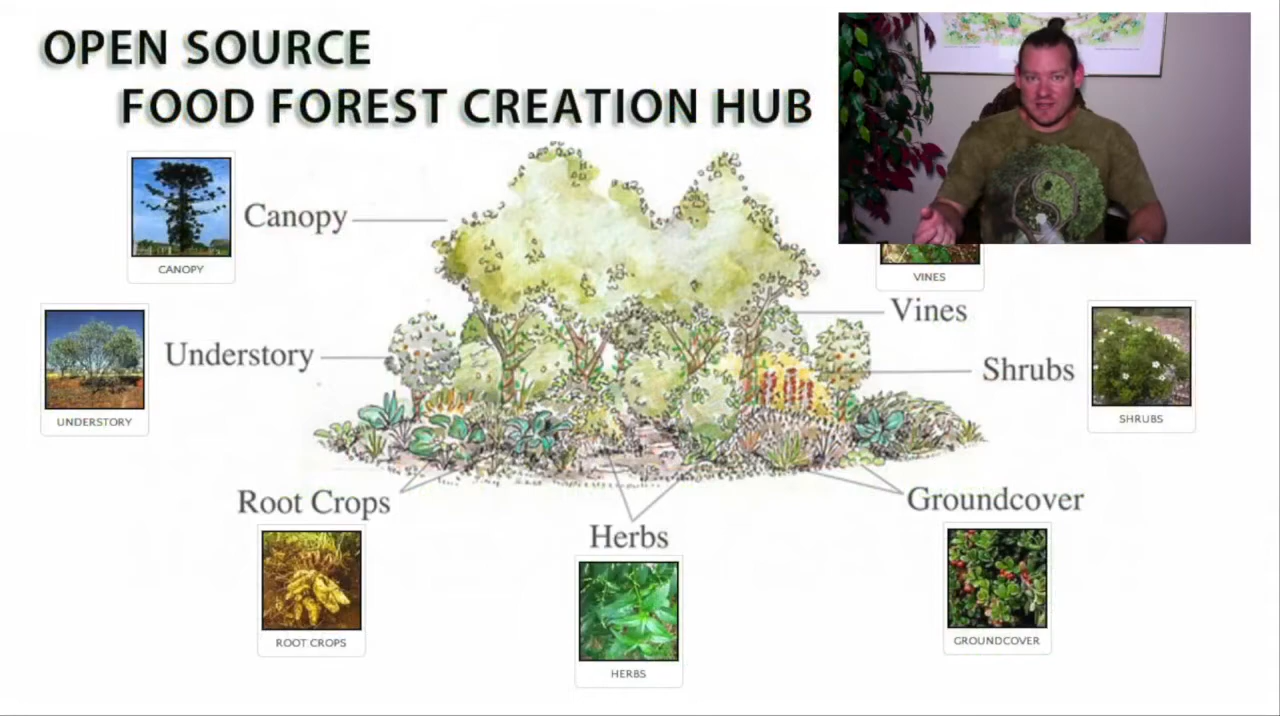 OPEN SOURCE
FOOD FOREST CREATION HUB
CANOPY
Canopy
VINES
Vines
UNDERSTORY
Understory
Shrubs
SHRUBS
Root Crops
ROOT CROPS
Herbs
HERBS
Groundcover
GROUNDCOVER